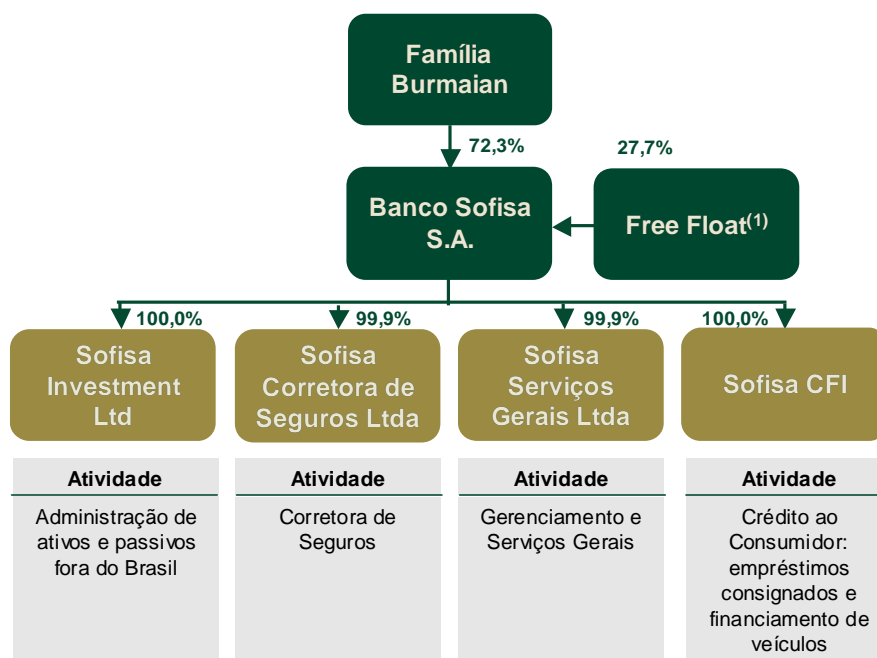 Família
Burmaian
72,3%
27,7%
Banco Sofisa
S.A.
Free Float(1)
100,0%
99,9%
99,9%
100,0%
Sofisa
Investment
Ltd
Sofisa
Corretora de
Seguros Ltda
Sofisa
Serviços
Gerais Ltda
Sofisa CFI
Atividade
Administração de
ativos e passivos
fora do Brasil
Atividade
Corretora de
Seguros
Atividade
Gerenciamento e
Serviços Gerais
Atividade
Crédito ao
Consumidor:
empréstimos
consignados e
financiamento de
veículos